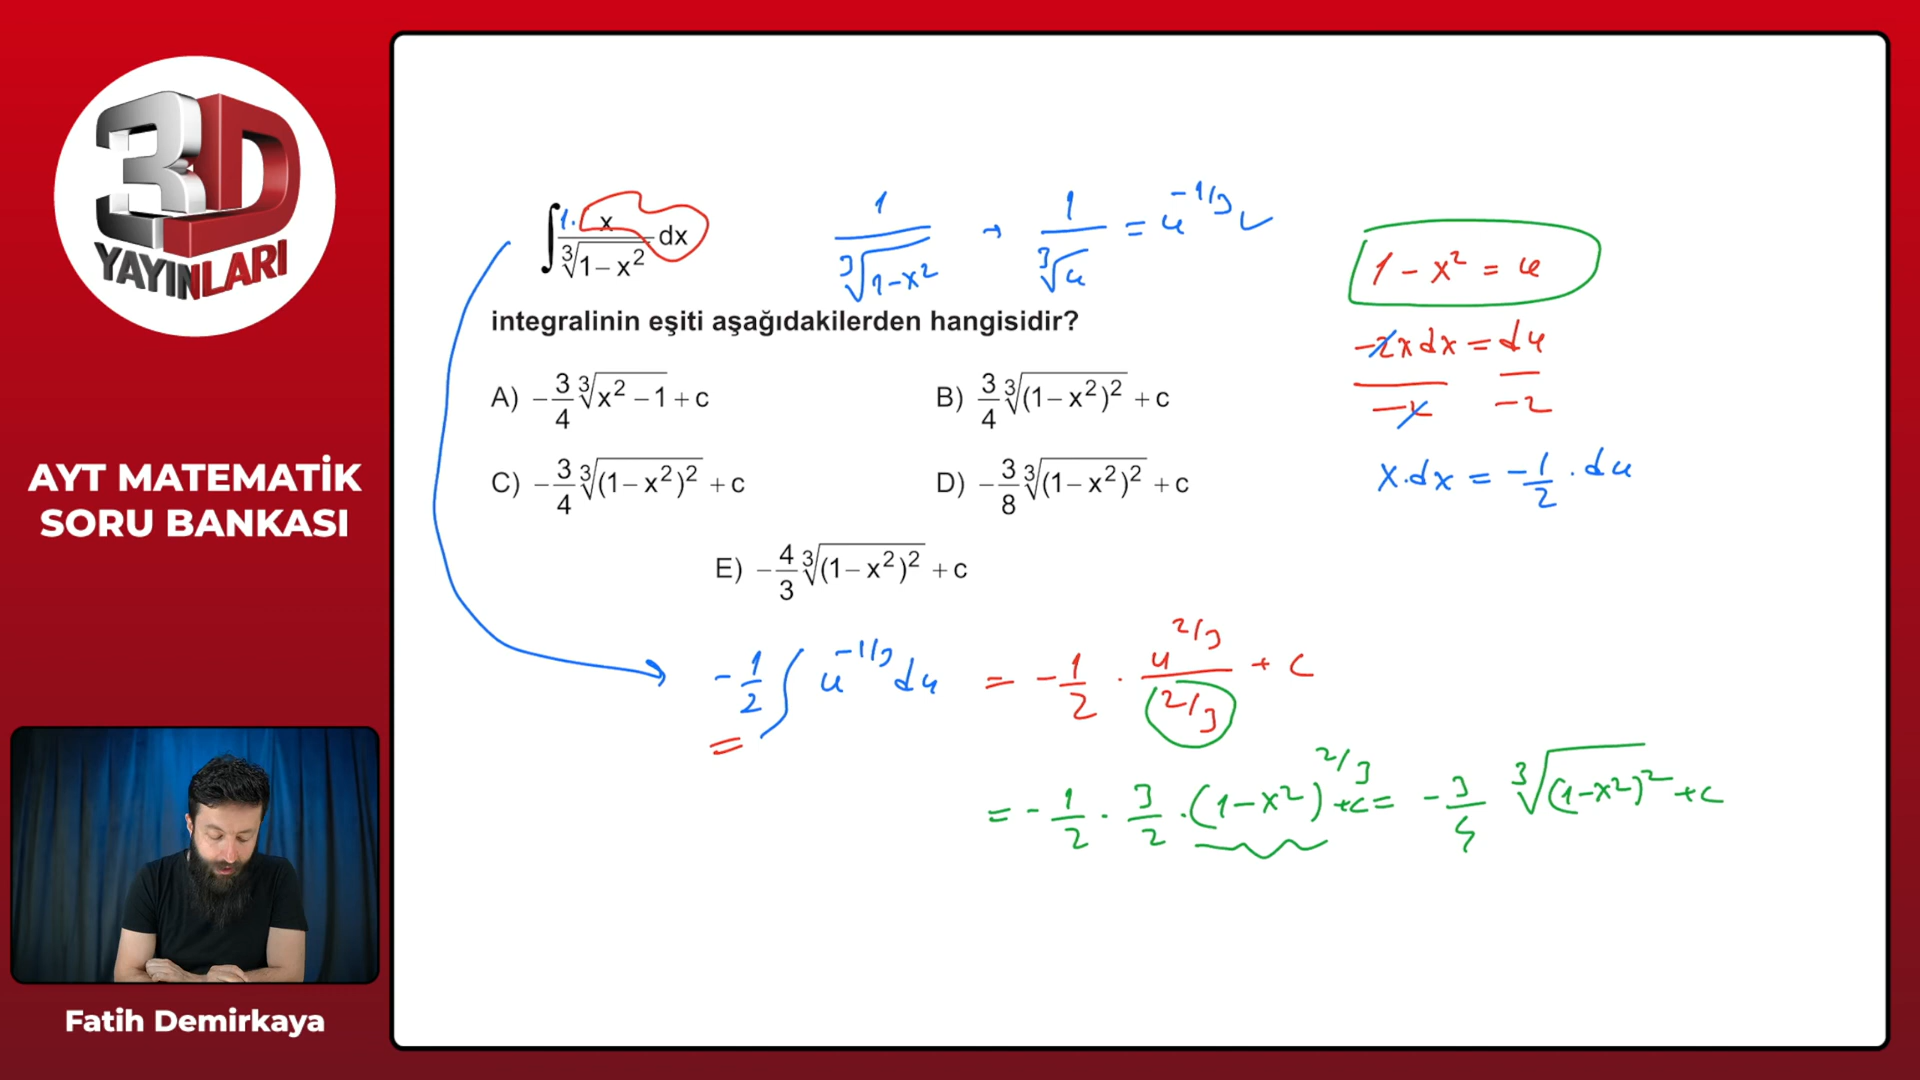 3D
YAYINLARI
AYT MATEMATİK
SORU BANKASI
Fatih Demirkaya
∫ 1. x / ∛(1 – x²) dx
1 / ∛(1-x²) → 1 / ∛u = u^(-1/3) ✓
integralinin eşiti aşağıdakilerden hangisidir?
A) –3/4 ∛(x² – 1) + c
B) 3/4 ∛((1– x²)²) + c
C) –3/4 ∛((1– x²)²) + c
D) –3/8 ∛((1– x²)²) + c
E) –4/3 ∛((1– x²)²) + c
1 - x² = u
-2xdx / -2 = du / -2
x.dx = -1/2 . du
-1/2 ∫ u^(-1/3) du = -1/2 . u^(2/3) / (2/3) + c
=
= -1/2 . 3/2 . (1-x²)^(2/3) +c = -3/4 ∛((1-x²)²) +c